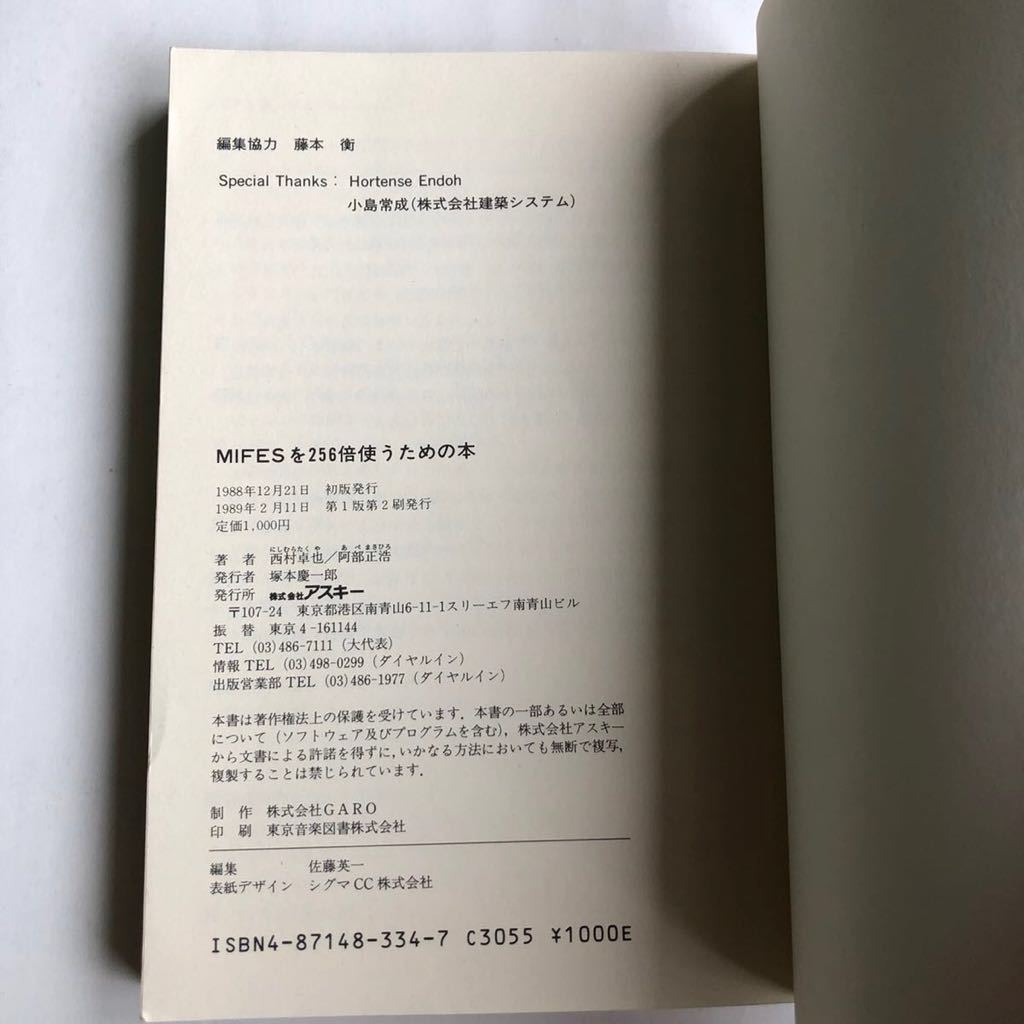 編集協力 藤本 衡
Special Thanks: Hortense Endoh
小島常成(株式会社建築システム)
MIFESを256倍使うための本
1988年12月21日 初版発行
1989年2月11日 第1版第2刷発行
定価1,000円
にしむらたくや あべまさひろ
著者 西村卓也/阿部正浩
発行者 塚本慶一郎
発行所 株式会社アスキー
〒107-24 東京都港区南青山6-11-1スリーエフ南青山ビル
振替 東京4-161144
TEL (03)486-7111(大代表)
情報TEL (03)498-0299(ダイヤルイン)
出版営業部TEL (03)486-1977(ダイヤルイン)
本書は著作権法上の保護を受けています.本書の一部あるいは全部
について(ソフトウェア及びプログラムを含む),株式会社アスキー
から文書による許諾を得ずに,いかなる方法においても無断で複写,
複製することは禁じられています.
制作 株式会社GARO
印刷 東京音楽図書株式会社
編集 佐藤英一
表紙デザイン シグマCC株式会社
ISBN4-87148-334-7 C3055 ¥1000E